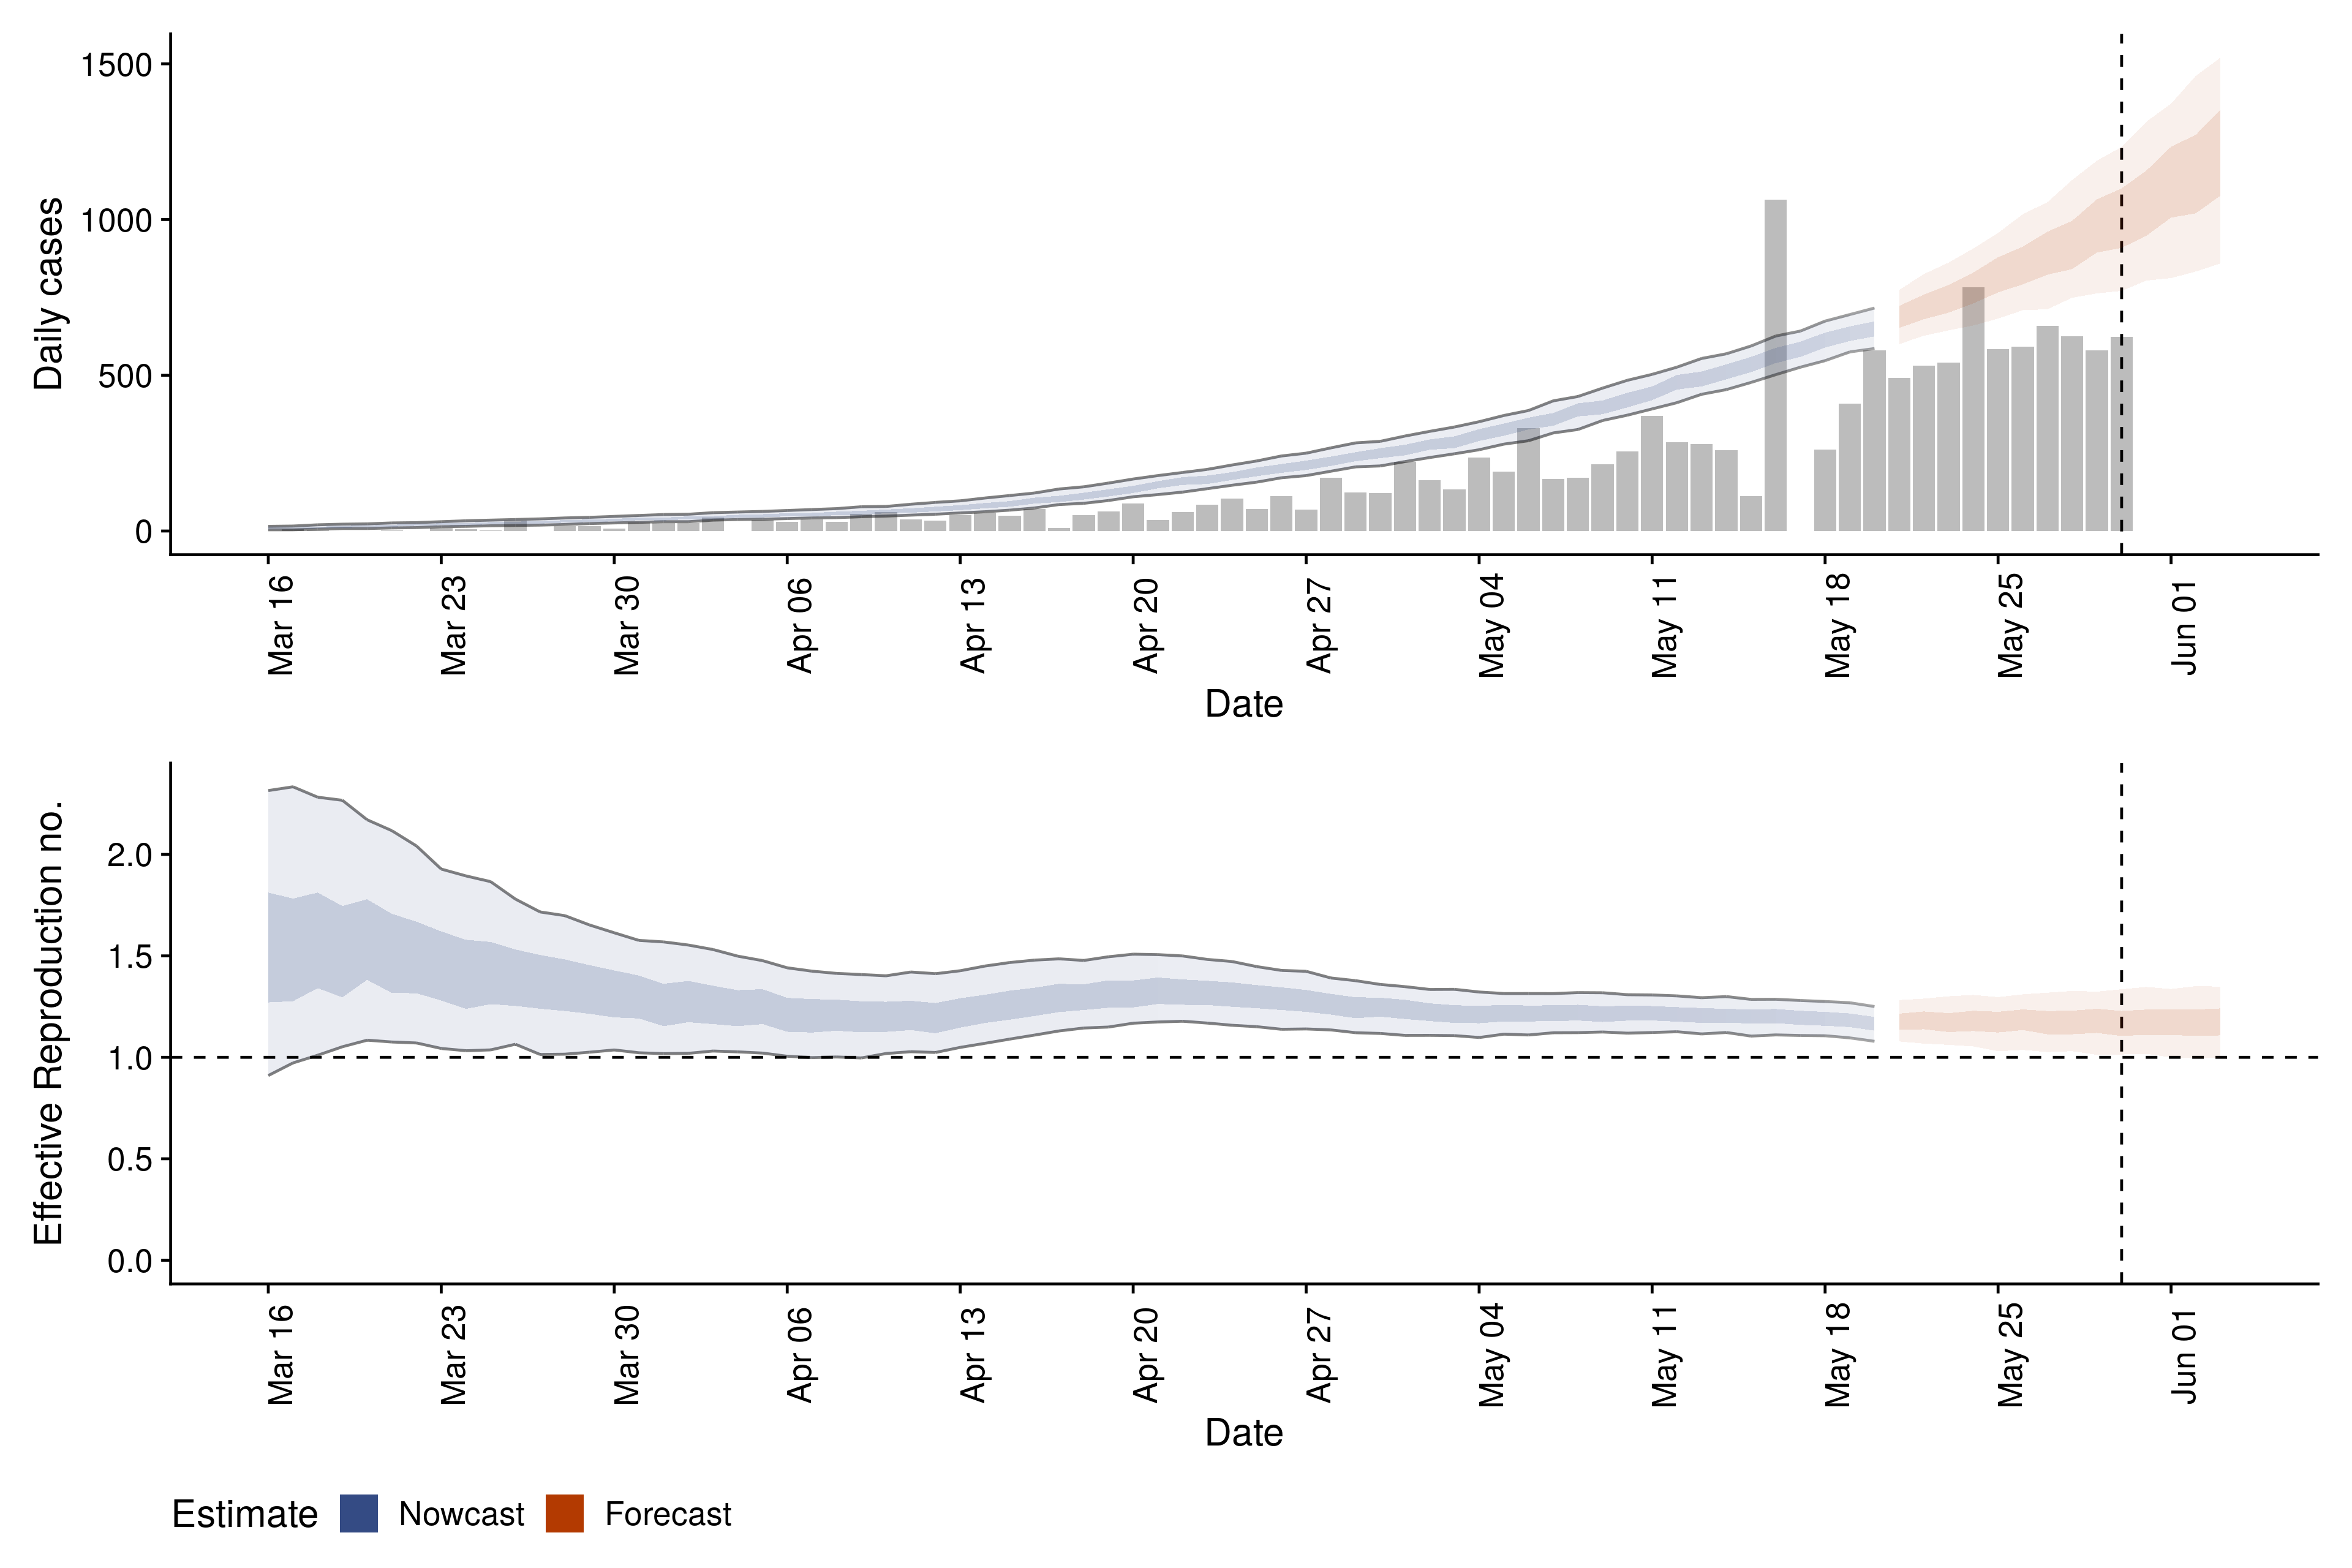 Daily cases
1500
1000
500
0
Mar 16
Mar 23
Mar 30
Apr 06
Apr 13
Apr 20
Apr 27
May 04
May 11
May 18
May 25
Jun 01
Date
Effective Reproduction no.
2.0
1.5
1.0
0.5
0.0
Mar 16
Mar 23
Mar 30
Apr 06
Apr 13
Apr 20
Apr 27
May 04
May 11
May 18
May 25
Jun 01
Date
Estimate Nowcast Forecast